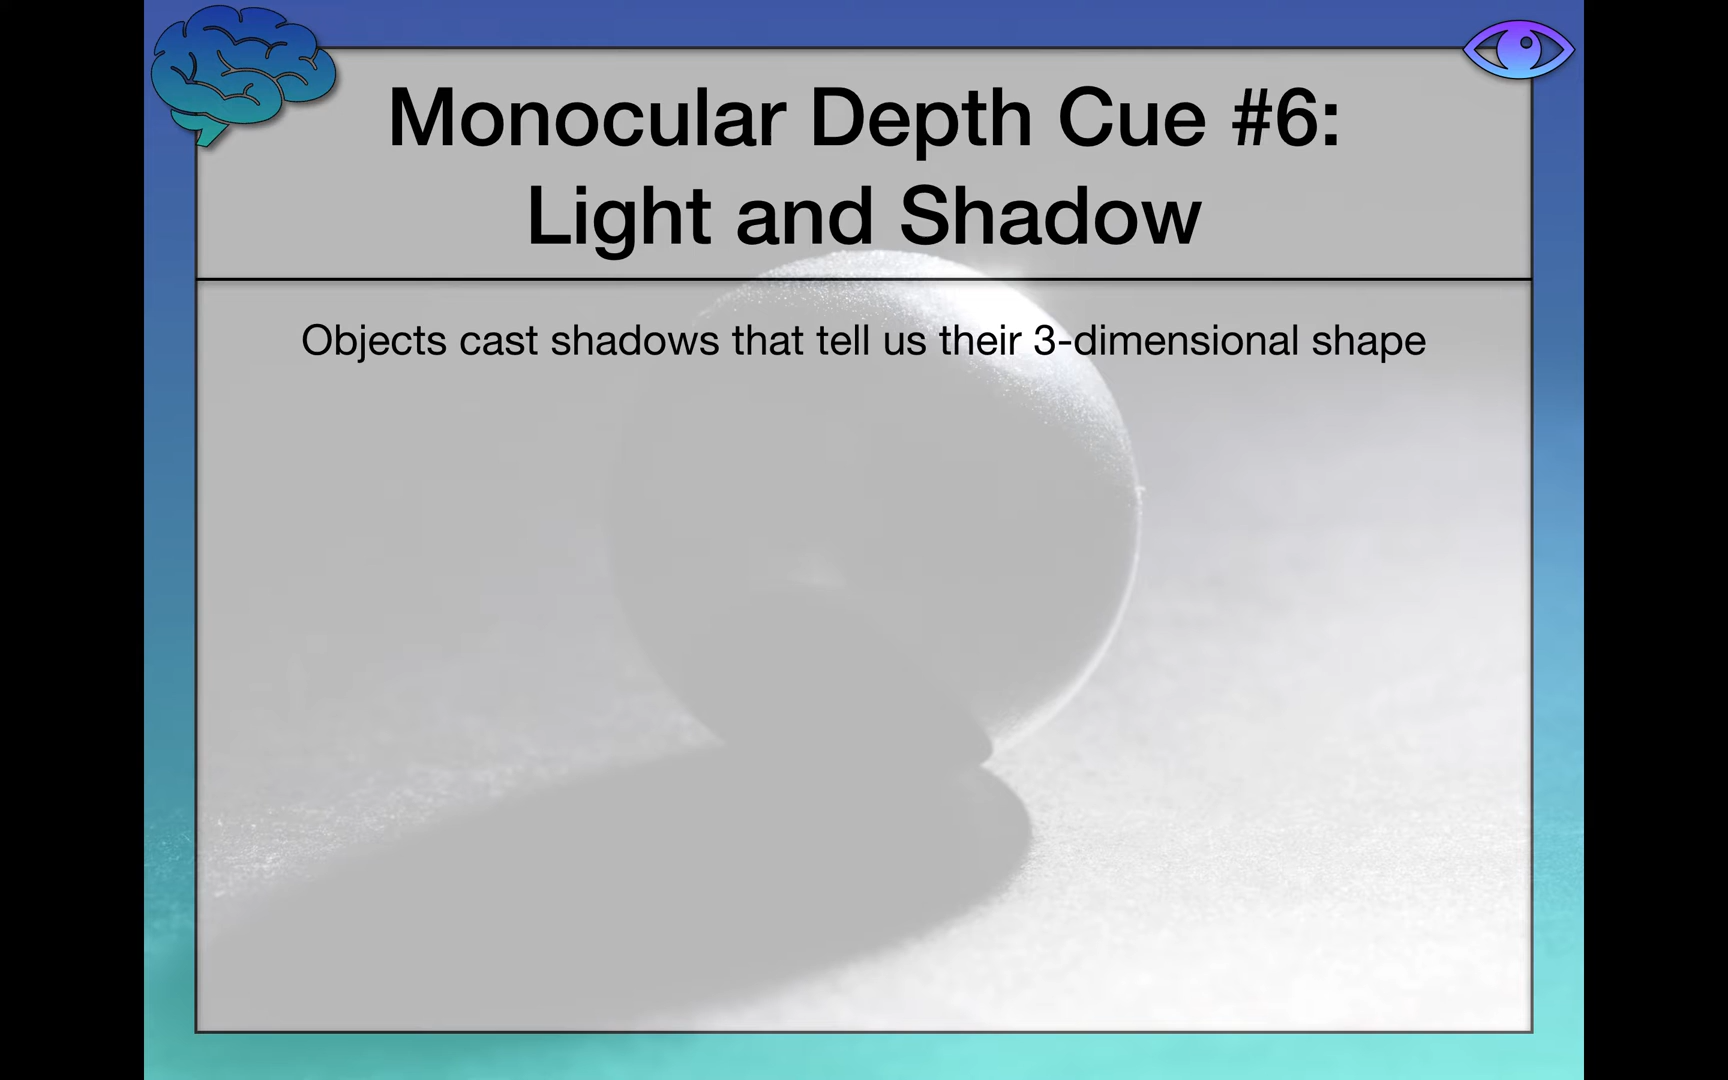 Monocular Depth Cue #6:
Light and Shadow
Objects cast shadows that tell us their 3-dimensional shape